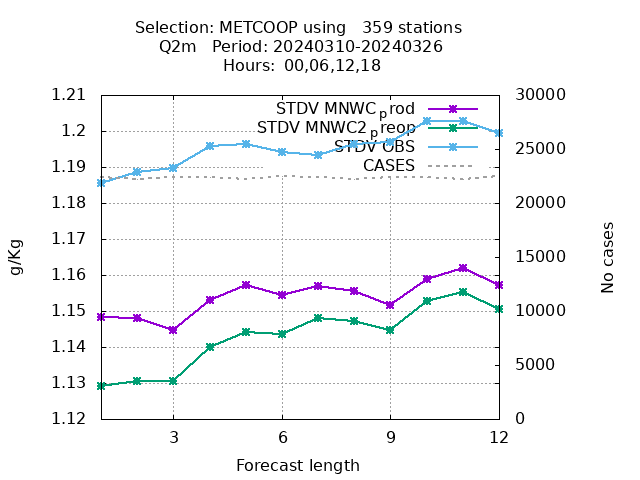 Selection: METCOOP using 359 stations
Q2m Period: 20240310-20240326
Hours: 00,06,12,18
1.21
1.2
1.19
1.18
1.17
1.16
1.15
1.14
1.13
1.12
g/Kg
STDV MNWC_prod
STDV MNWC2_preop
STDV OBS
CASES
30000
25000
20000
15000
10000
5000
0
No cases
3 6 9 12
Forecast length